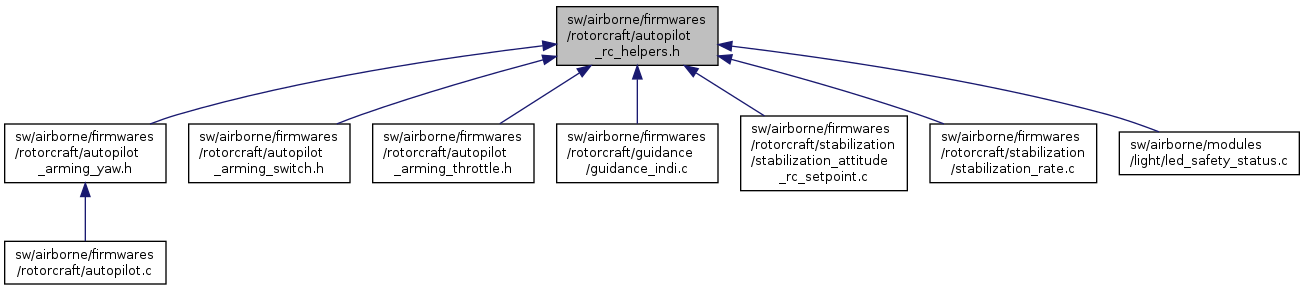 sw/airborne/firmwares
/rotorcraft/autopilot
_rc_helpers.h
sw/airborne/firmwares
/rotorcraft/autopilot
_arming_yaw.h
sw/airborne/firmwares
/rotorcraft/autopilot
_arming_switch.h
sw/airborne/firmwares
/rotorcraft/autopilot
_arming_throttle.h
sw/airborne/firmwares
/rotorcraft/guidance
/guidance_indi.c
sw/airborne/firmwares
/rotorcraft/stabilization
/stabilization_attitude
_rc_setpoint.c
sw/airborne/firmwares
/rotorcraft/stabilization
/stabilization_rate.c
sw/airborne/modules
/light/led_safety_status.c
sw/airborne/firmwares
/rotorcraft/autopilot.c